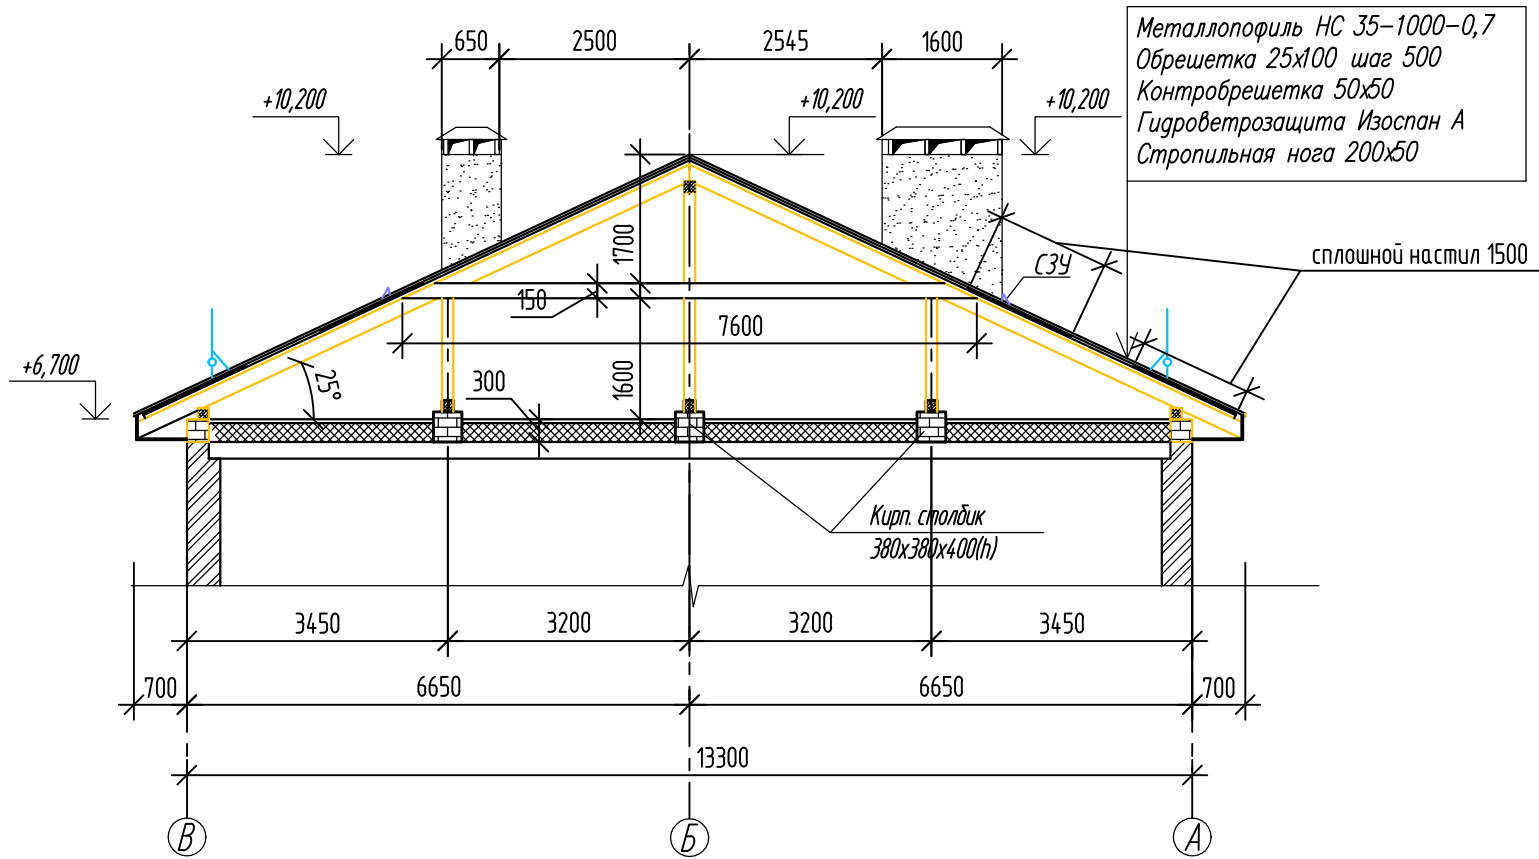 650
2500
2545
1600
Металлопофиль НС 35-1000-0,7
Обрешетка 25х100 шаг 500
Контробрешетка 50х50
Гидроветрозащита Изоспан А
Стропильная нога 200х50
+10,200
+10,200
+10,200
сплошной настил 1500
1700
СЗУ
150
7600
+6,700
25°
300
1600
Кирп. столбик
380х380х400(h)
3450
3200
3200
3450
700
6650
6650
700
13300
В
Б
А